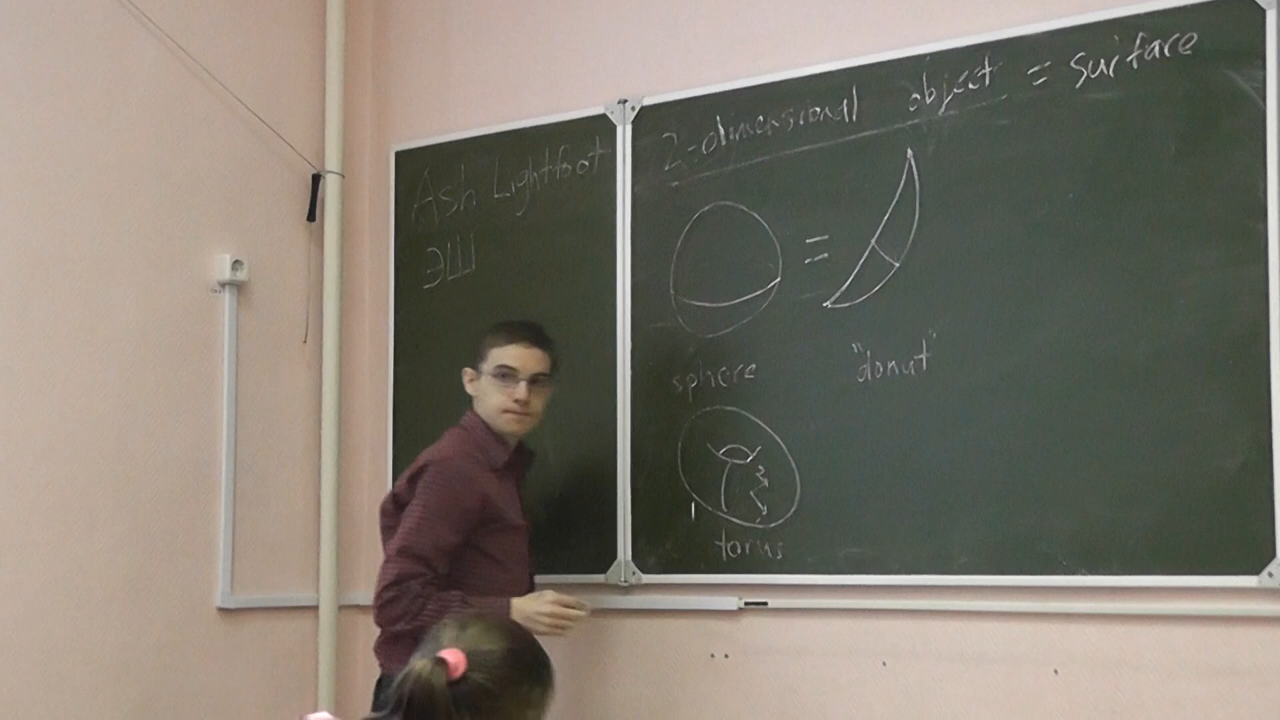 Ash Lightfoot
ЭШ
2-dimensional object = surface
=
sphere
"donut"
torus